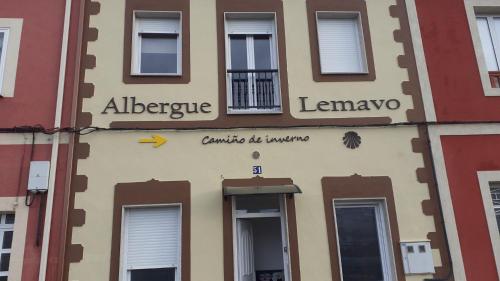 Albergue Lemavo
Camiño de inverno
51